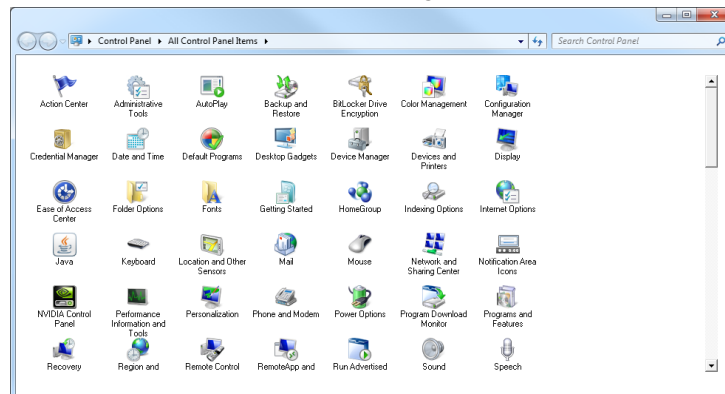 Control Panel ▸ All Control Panel Items ▸
Search Control Panel
Action Center
Administrative
Tools
AutoPlay
Backup and
Restore
BitLocker Drive
Encryption
Color Management
Configuration
Manager
Credential Manager
Date and Time
Default Programs
Desktop Gadgets
Device Manager
Devices and
Printers
Display
Ease of Access
Center
Folder Options
Fonts
Getting Started
HomeGroup
Indexing Options
Internet Options
Java
Keyboard
Location and Other
Sensors
Mail
Mouse
Network and
Sharing Center
Notification Area
Icons
NVIDIA Control
Panel
Performance
Information and
Tools
Personalization
Phone and Modem
Power Options
Program Download
Monitor
Programs and
Features
Recovery
Region and
Remote Control
RemoteApp and
Run Advertised
Sound
Speech